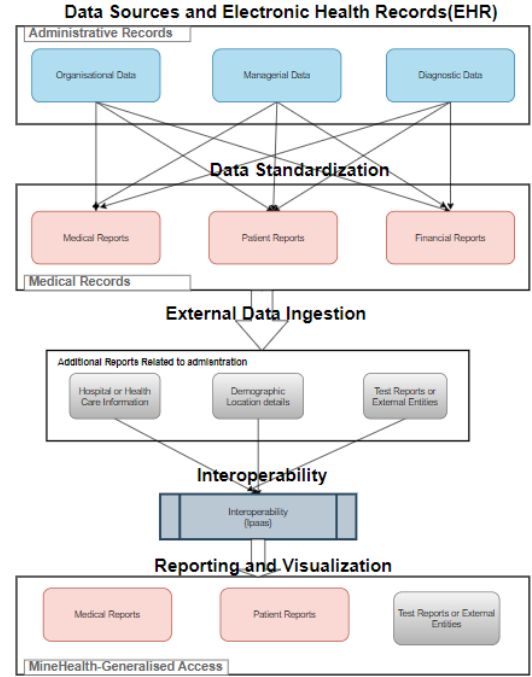 Data Sources and Electronic Health Records(EHR)
Administrative Records
Organisational Data
Managerial Data
Diagnostic Data
Data Standardization
Medical Reports
Patient Reports
Financial Reports
Medical Records
External Data Ingestion
Additional Reports Related to admisntration
Hospital or Health
Care Information
Demographic
Location details
Test Reports or
External Entities
Interoperability
Interoperability
(Ipaas)
Reporting and Visualization
Medical Reports
Patient Reports
Test Reports or External
Entities
MineHealth-Generalised Access